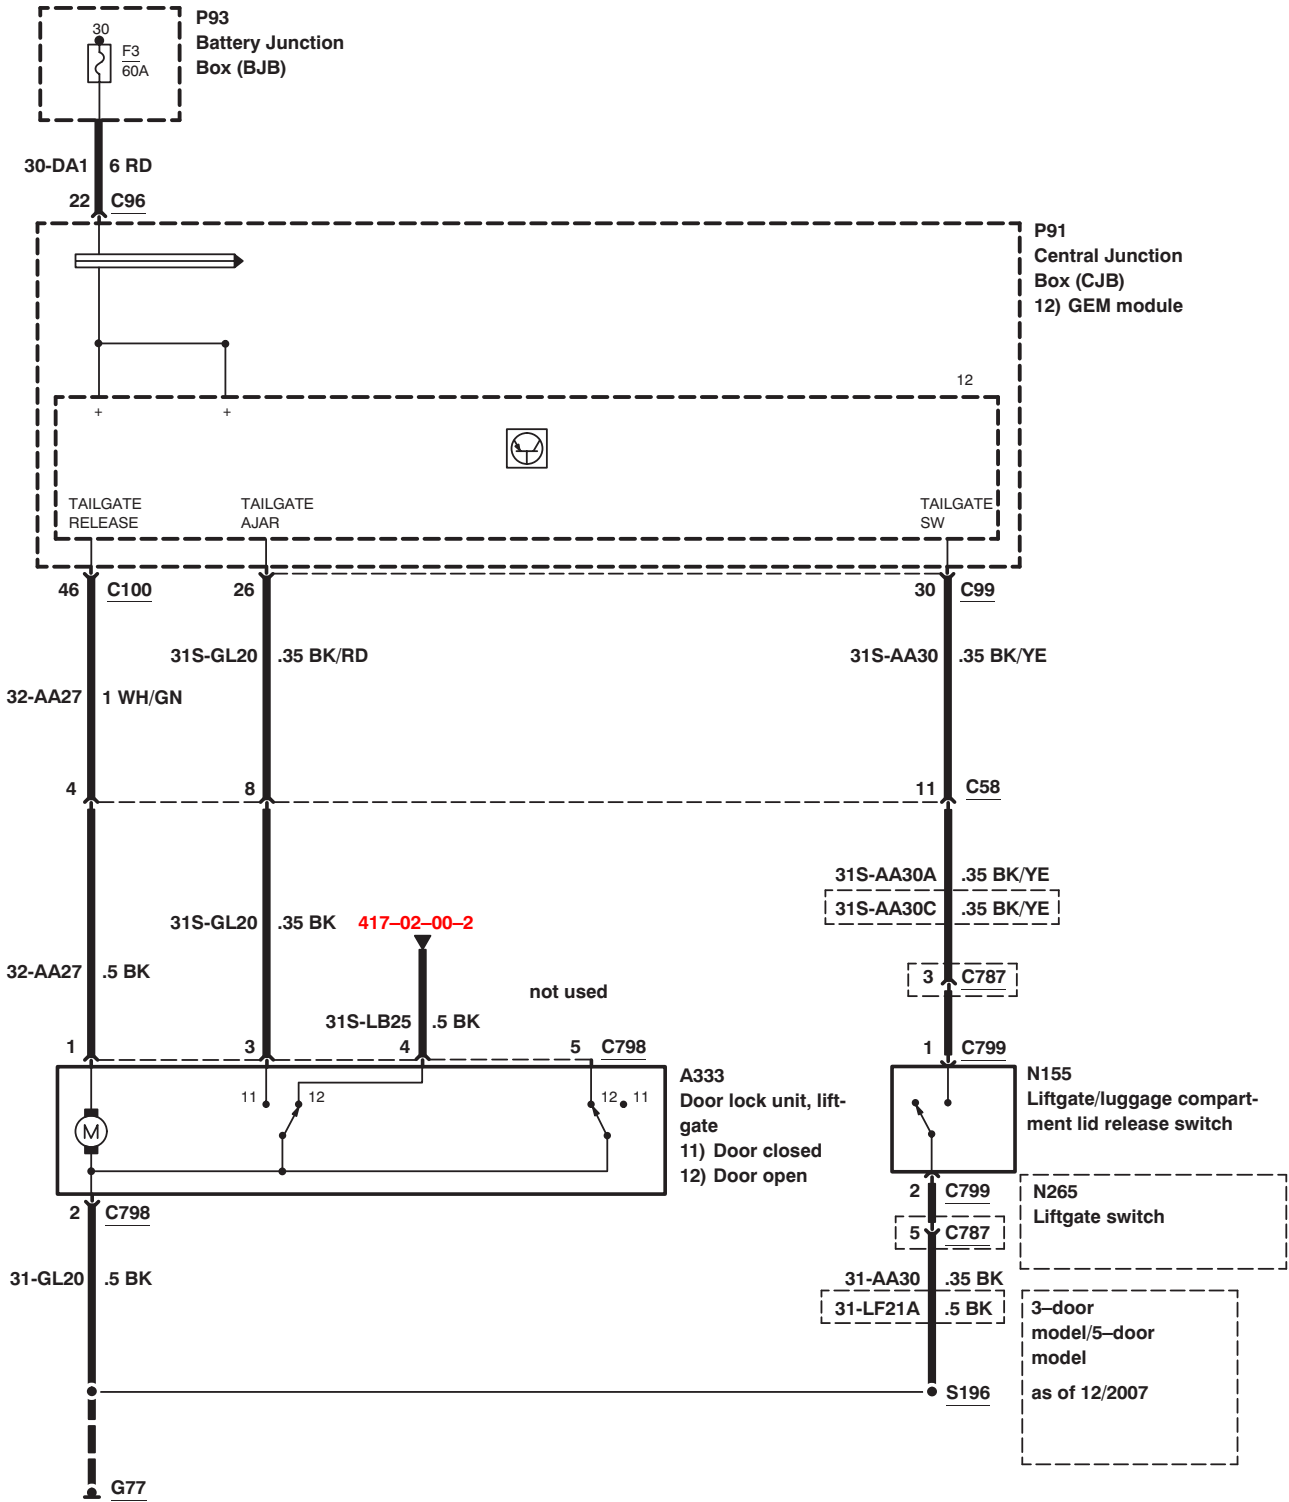 30
F3
60A
P93
Battery Junction
Box (BJB)
30-DA1 6 RD
22 C96
P91
Central Junction
Box (CJB)
12) GEM module
12
+ +
TAILGATE
RELEASE
TAILGATE
AJAR
TAILGATE
SW
46 C100 26 30 C99
31S-GL20 .35 BK/RD 31S-AA30 .35 BK/YE
32-AA27 1 WH/GN
4 8 11 C58
31S-AA30A .35 BK/YE
31S-AA30C .35 BK/YE
31S-GL20 .35 BK 417–02–00–2
32-AA27 .5 BK
3 C787
not used
31S-LB25 .5 BK
1 3 4 5 C798
1 C799
11 12 12 11
M
A333
Door lock unit, lift-
gate
11) Door closed
12) Door open
N155
Liftgate/luggage compart-
ment lid release switch
2 C798
2 C799
N265
Liftgate switch
5 C787
31-GL20 .5 BK
31-AA30 .35 BK
31-LF21A .5 BK
3–door
model/5–door
model
as of 12/2007
S196
G77